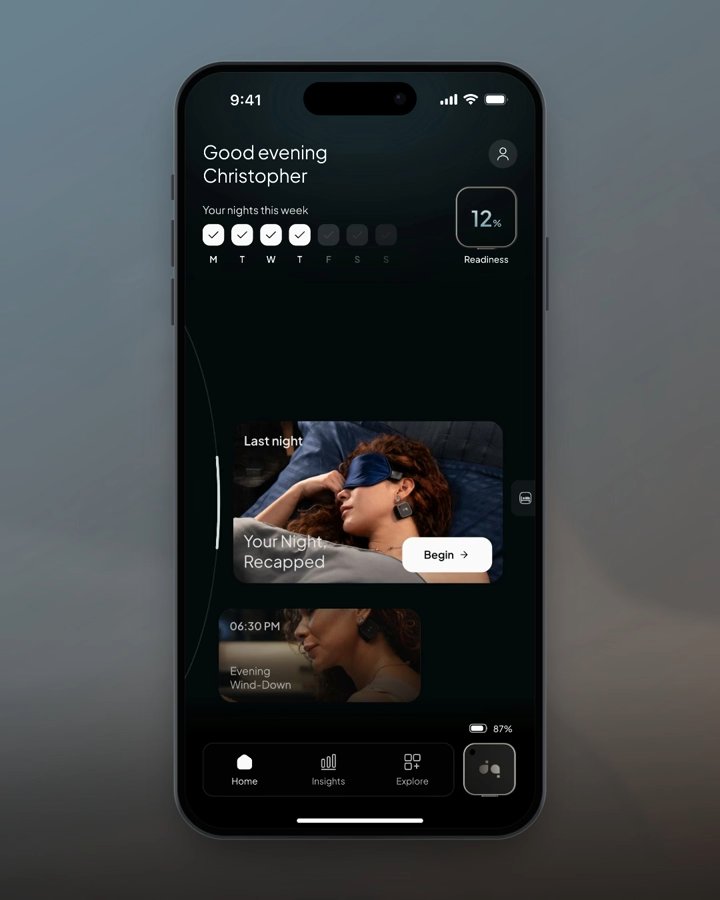 9:41
Good evening
Christopher
Your nights this week
M T W T F S S
12%
Readiness
Last night
Your Night,
Recapped
Begin →
06:30 PM
Evening
Wind-Down
87%
Home
Insights
Explore